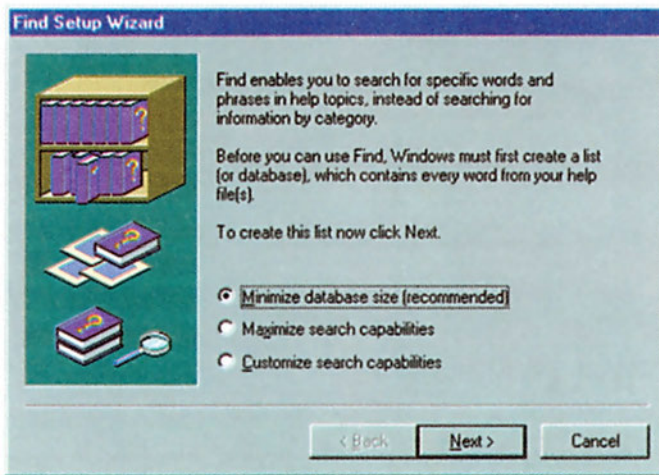 Find Setup Wizard
Find enables you to search for specific words and
phrases in help topics, instead of searching for
information by category.
Before you can use Find, Windows must first create a list
(or database), which contains every word from your help
file(s).
To create this list now click Next.
Minimize database size (recommended)
Maximize search capabilities
Customize search capabilities
< Back Next > Cancel